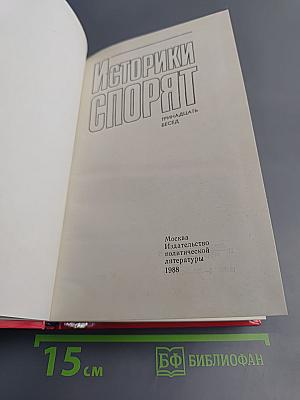 Историки
спорят
тринадцать
бесед
Москва
Издательство
политической
литературы
1988
15 см
БФ БИБЛИОФАН